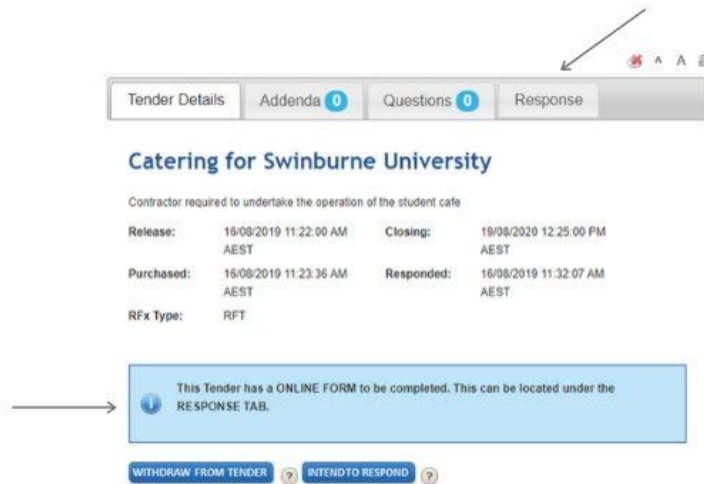 A A
Tender Details Addenda 0 Questions 0 Response
Catering for Swinburne University
Contractor required to undertake the operation of the student cafe
Release: 16/08/2019 11:22:00 AM Closing: 19/08/2020 12:25:00 PM
AEST AEST
Purchased: 16/08/2019 11:23:36 AM Responded: 16/08/2019 11:32:07 AM
AEST AEST
RFx Type: RFT
This Tender has a ONLINE FORM to be completed. This can be located under the
RESPONSE TAB.
WITHDRAW FROM TENDER ? INTENDTO RESPOND ?